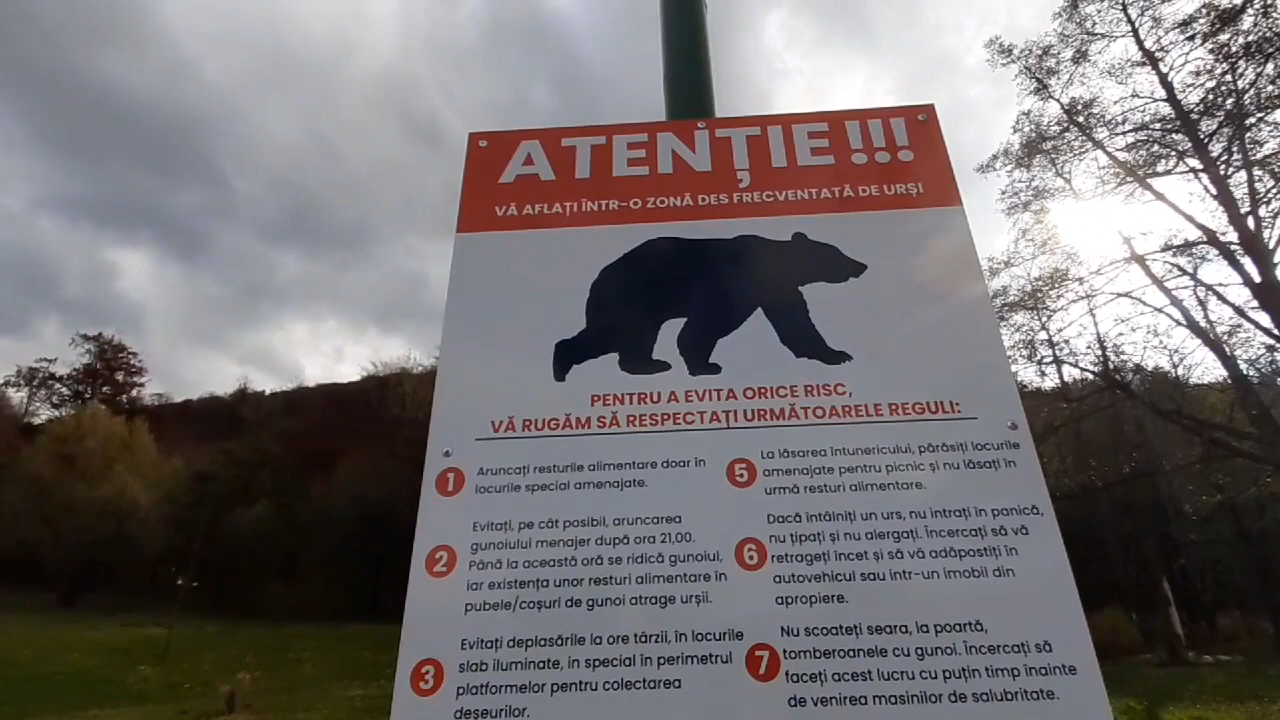 ATENȚIE!!!
VĂ AFLAȚI ÎNTR-O ZONĂ DES FRECVENTATĂ DE URȘI
PENTRU A EVITA ORICE RISC,
VĂ RUGĂM SĂ RESPECTAȚI URMĂTOARELE REGULI:
1
Aruncați resturile alimentare doar în
locurile special amenajate.
2
Evitați, pe cât posibil, aruncarea
gunoiului menajer după ora 21,00.
Până la această oră se ridică gunoiul,
iar existența unor resturi alimentare în
pubele/coșuri de gunoi atrage urșii.
3
Evitați deplasările la ore târzii, în locurile
slab iluminate, in special în perimetrul
platformelor pentru colectarea
deșeurilor.
5
La lăsarea întunericului, părăsiți locurile
amenajate pentru picnic și nu lăsați în
urmă resturi alimentare.
6
Dacă întâlniți un urs, nu intrați în panică,
nu țipați și nu alergați. Încercați să vă
retrageți încet și să vă adăpostiți în
autovehicul sau intr-un imobil din
apropiere.
7
Nu scoateți seara, la poartă,
tomberoanele cu gunoi. Încercați să
faceți acest lucru cu puțin timp înainte
de venirea masinilor de salubritate.